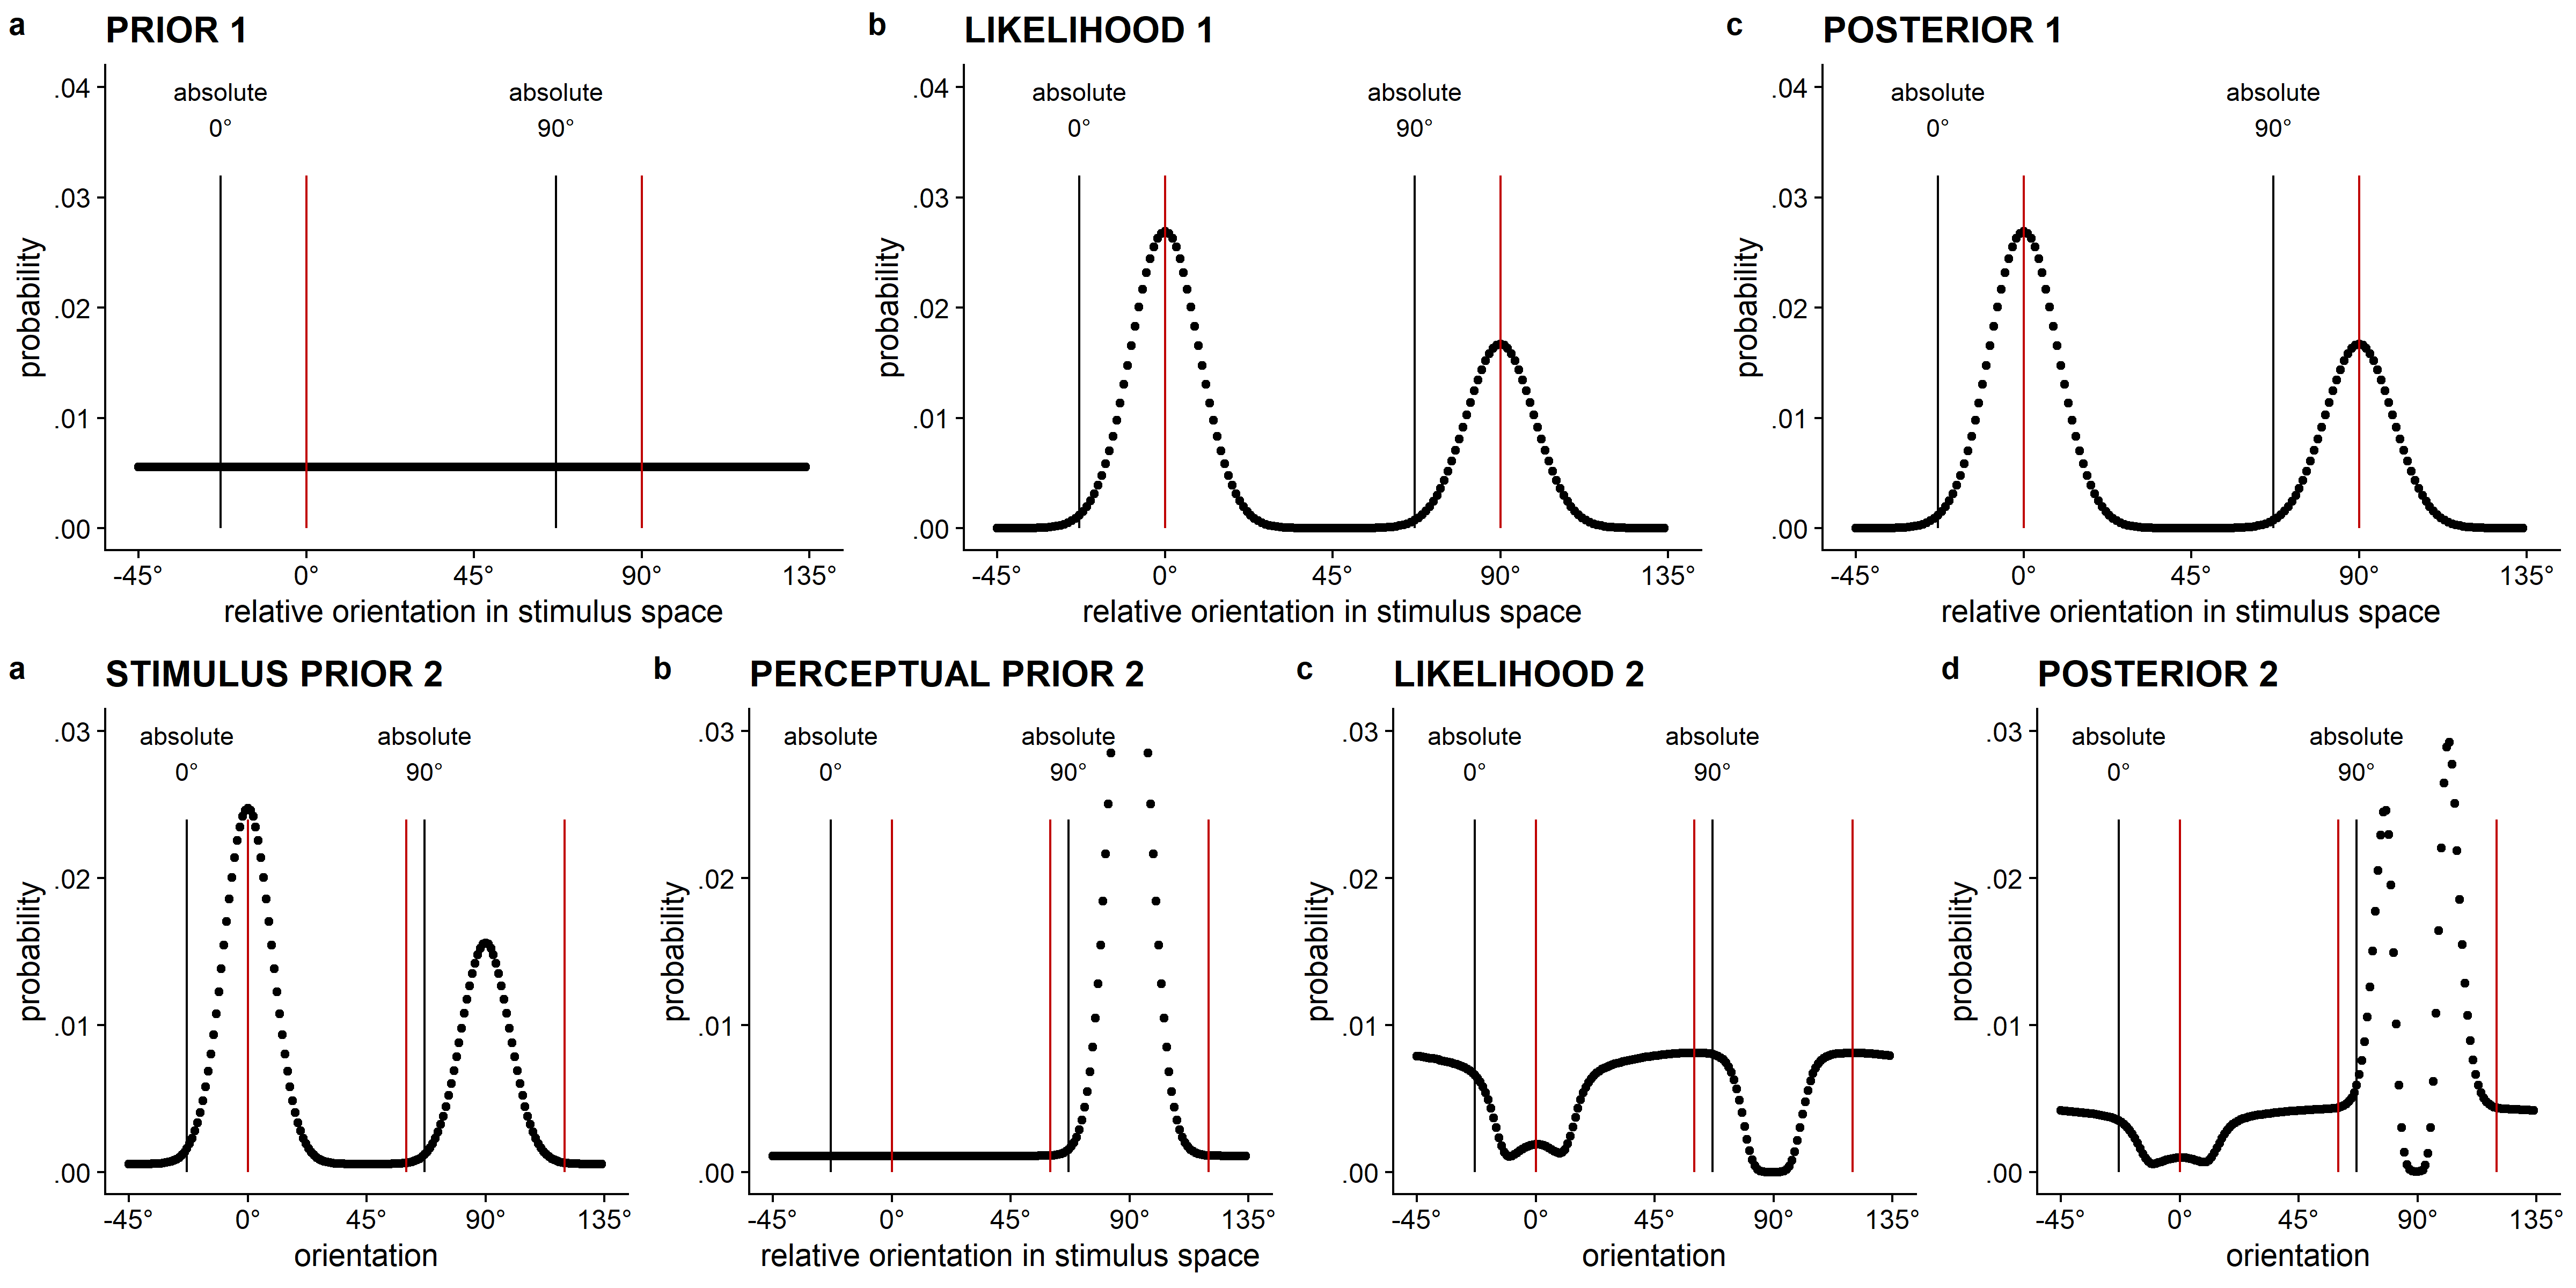 a PRIOR 1
absolute absolute
0° 90°
.04
.03
.02
.01
.00
probability
-45° 0° 45° 90° 135°
relative orientation in stimulus space
b LIKELIHOOD 1
absolute absolute
0° 90°
.04
.03
.02
.01
.00
probability
-45° 0° 45° 90° 135°
relative orientation in stimulus space
c POSTERIOR 1
absolute absolute
0° 90°
.04
.03
.02
.01
.00
probability
-45° 0° 45° 90° 135°
relative orientation in stimulus space
a STIMULUS PRIOR 2
absolute absolute
0° 90°
.03
.02
.01
.00
probability
-45° 0° 45° 90° 135°
orientation
b PERCEPTUAL PRIOR 2
absolute absolute
0° 90°
.03
.02
.01
.00
probability
-45° 0° 45° 90° 135°
relative orientation in stimulus space
c LIKELIHOOD 2
absolute absolute
0° 90°
.03
.02
.01
.00
probability
-45° 0° 45° 90° 135°
orientation
d POSTERIOR 2
absolute absolute
0° 90°
.03
.02
.01
.00
probability
-45° 0° 45° 90° 135°
orientation